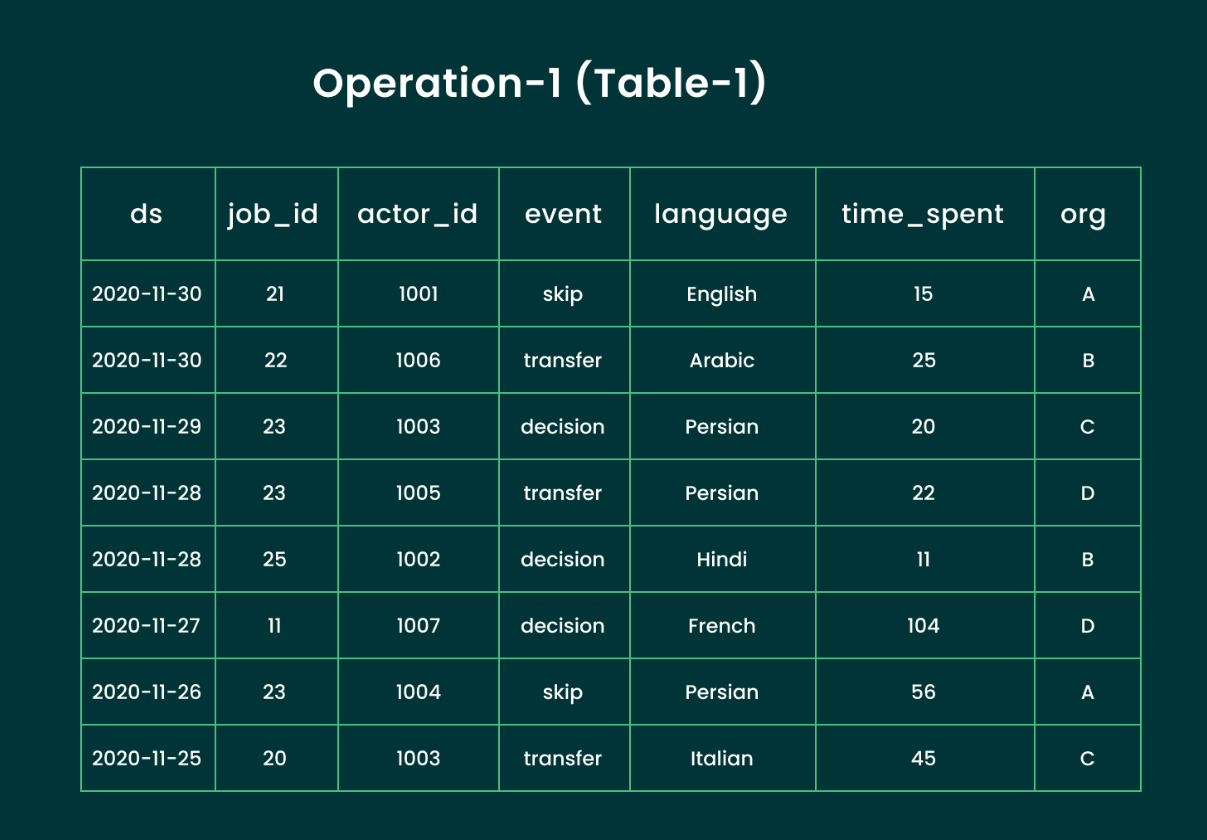 Operation-1 (Table-1)
ds job_id actor_id event language time_spent org
2020-11-30 21 1001 skip English 15 A
2020-11-30 22 1006 transfer Arabic 25 B
2020-11-29 23 1003 decision Persian 20 C
2020-11-28 23 1005 transfer Persian 22 D
2020-11-28 25 1002 decision Hindi 11 B
2020-11-27 11 1007 decision French 104 D
2020-11-26 23 1004 skip Persian 56 A
2020-11-25 20 1003 transfer Italian 45 C